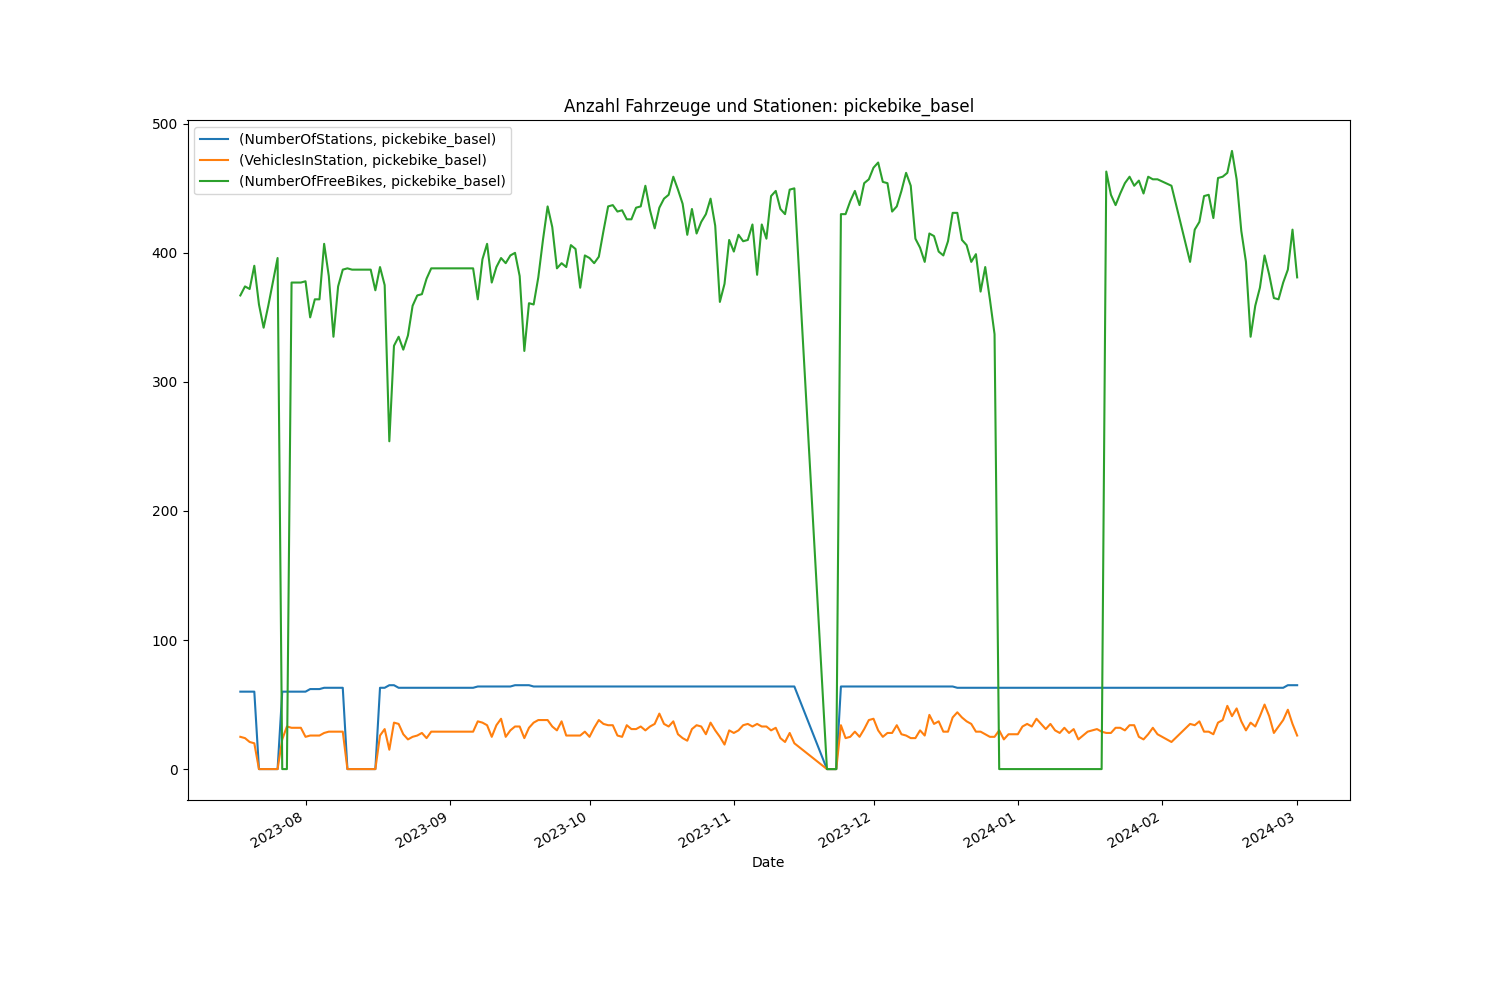 Anzahl Fahrzeuge und Stationen: pickebike_basel
(NumberOfStations, pickebike_basel)
(VehiclesInStation, pickebike_basel)
(NumberOfFreeBikes, pickebike_basel)
500
400
300
200
100
0
2023-08
2023-09
2023-10
2023-11
2023-12
2024-01
2024-02
2024-03
Date